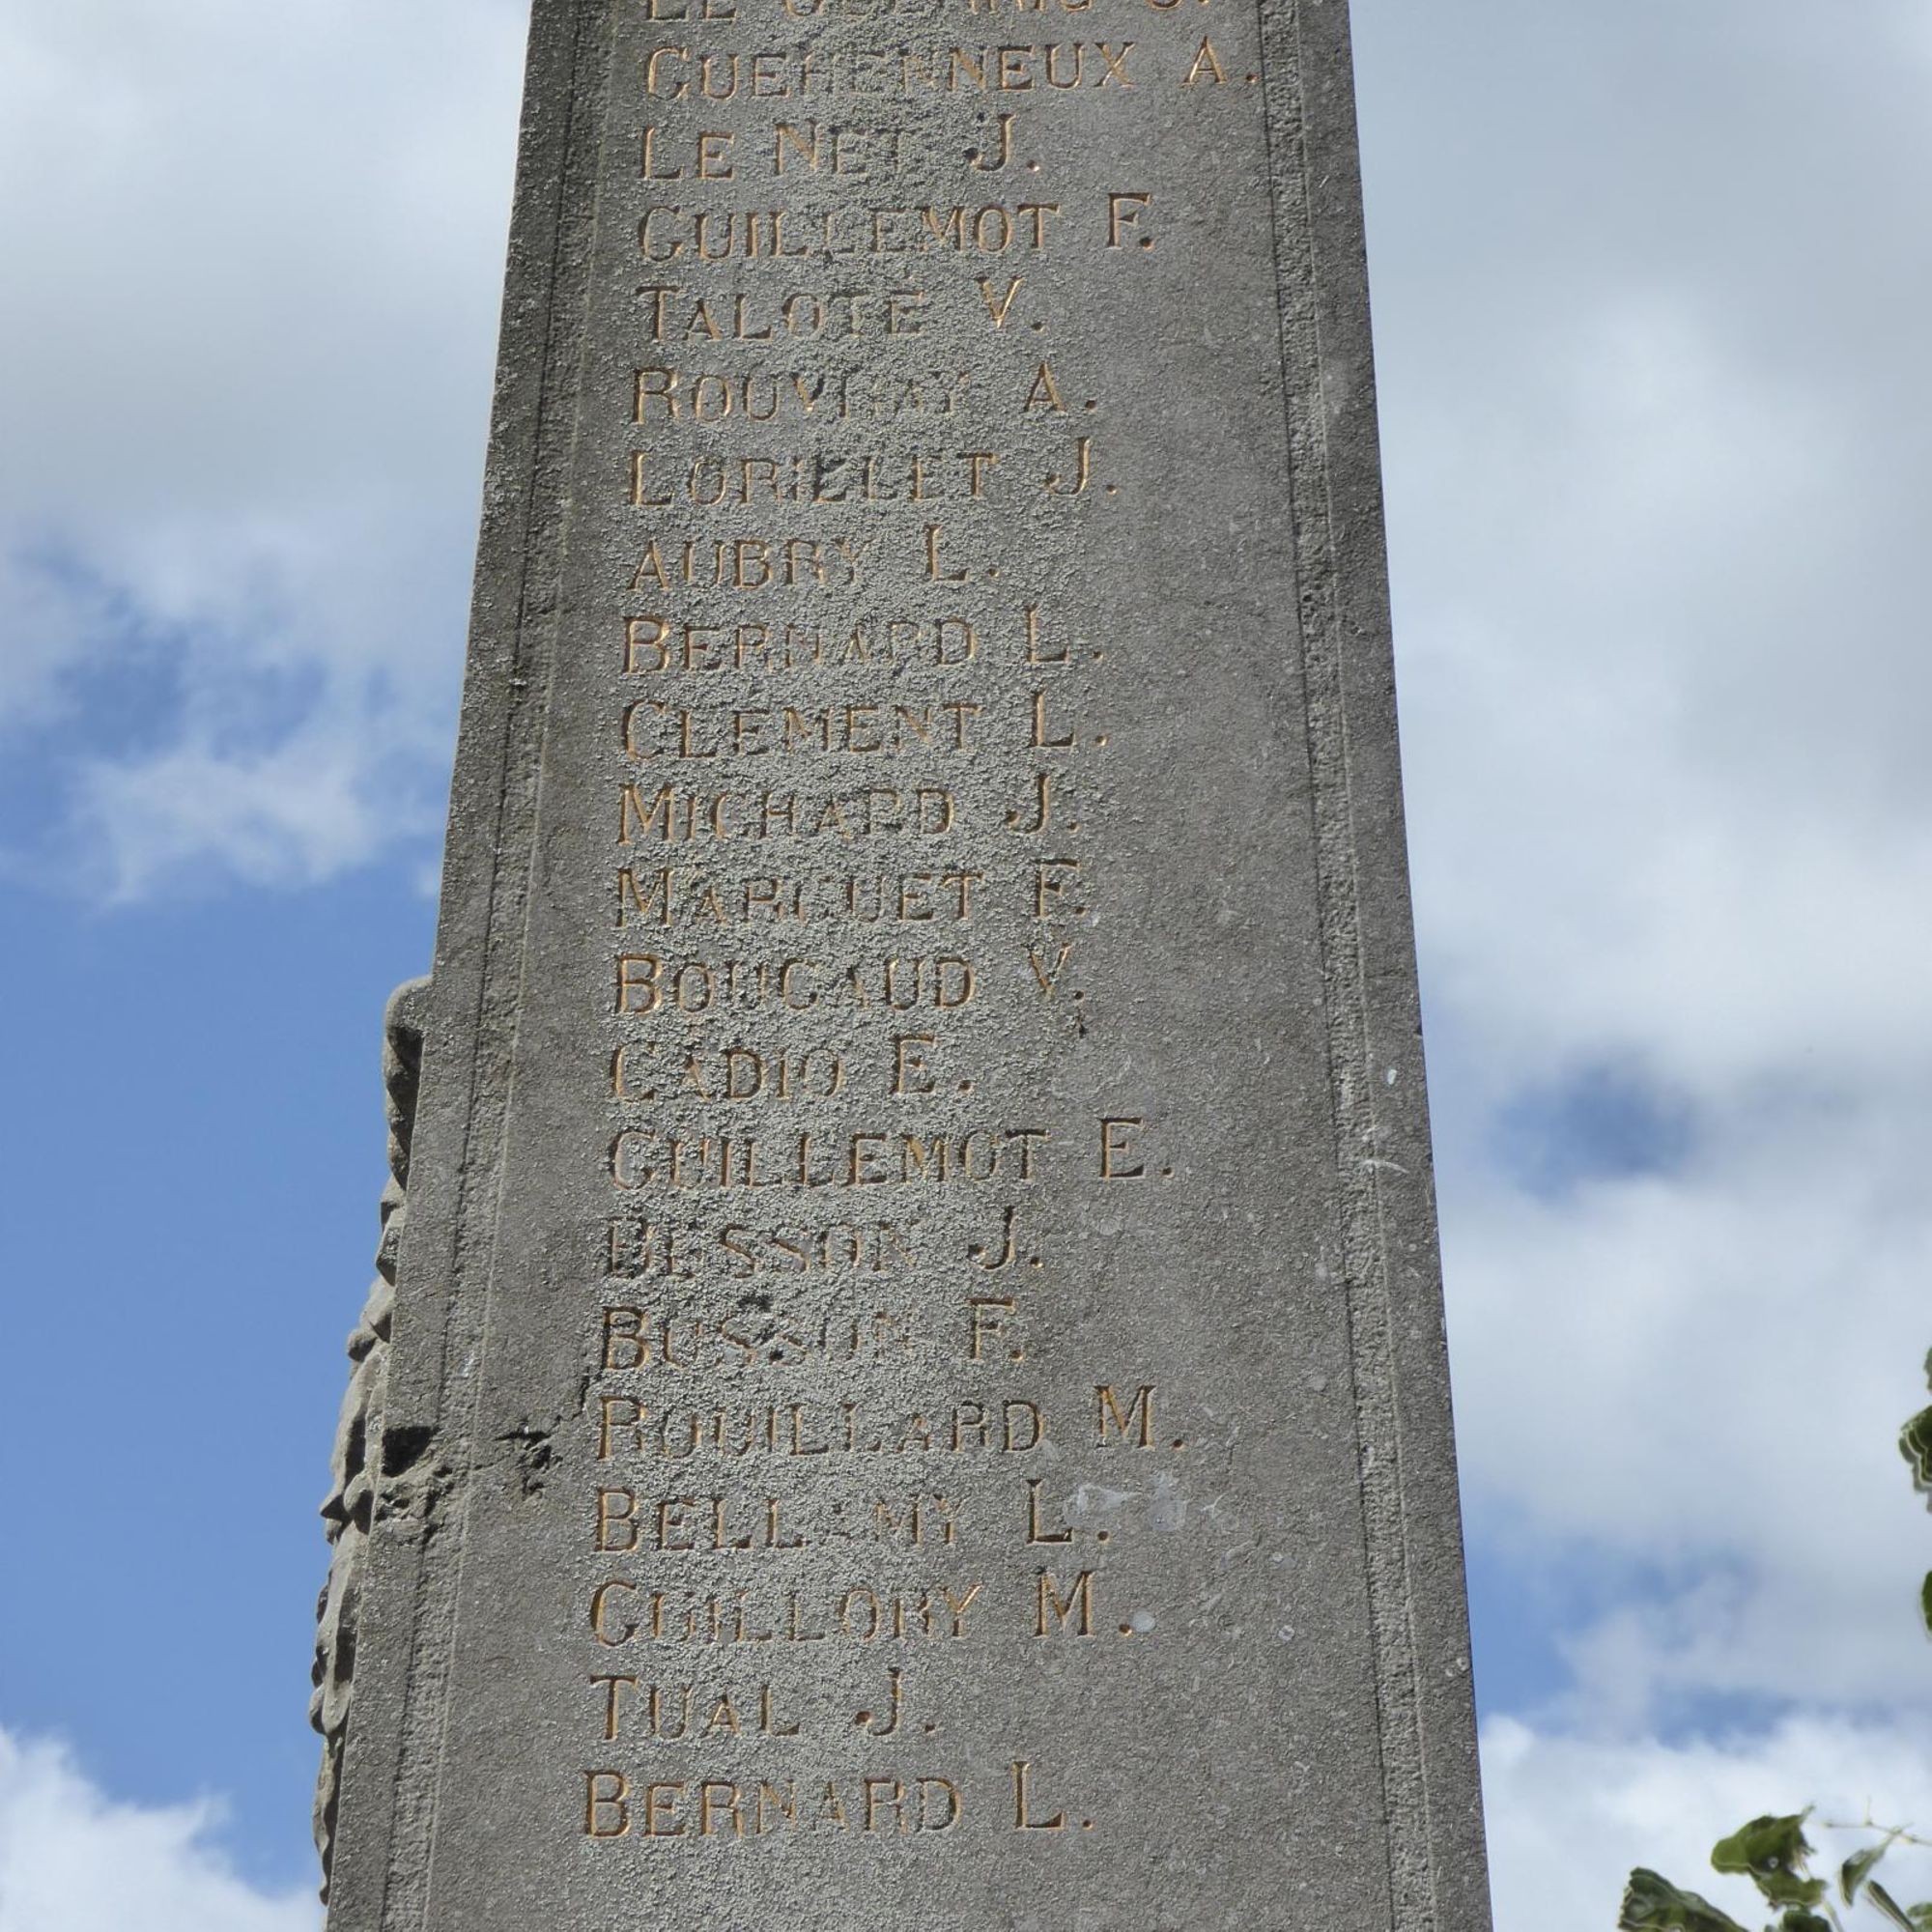 LE
GUEHENNEUX A.
LE NET J.
GUILLEMOT F.
TALOTE V.
ROUVRAY A.
LORILLET J.
AUBRY L.
BERNARD L.
CLEMENT L.
MICHARD J.
MARQUET F.
BOUGAUD V.
CADIO E.
GUILLEMOT E.
BESSON J.
BUSSON F.
ROUILLARD M.
BELLAMY L.
GUILLORY M.
TUAL J.
BERNARD L.